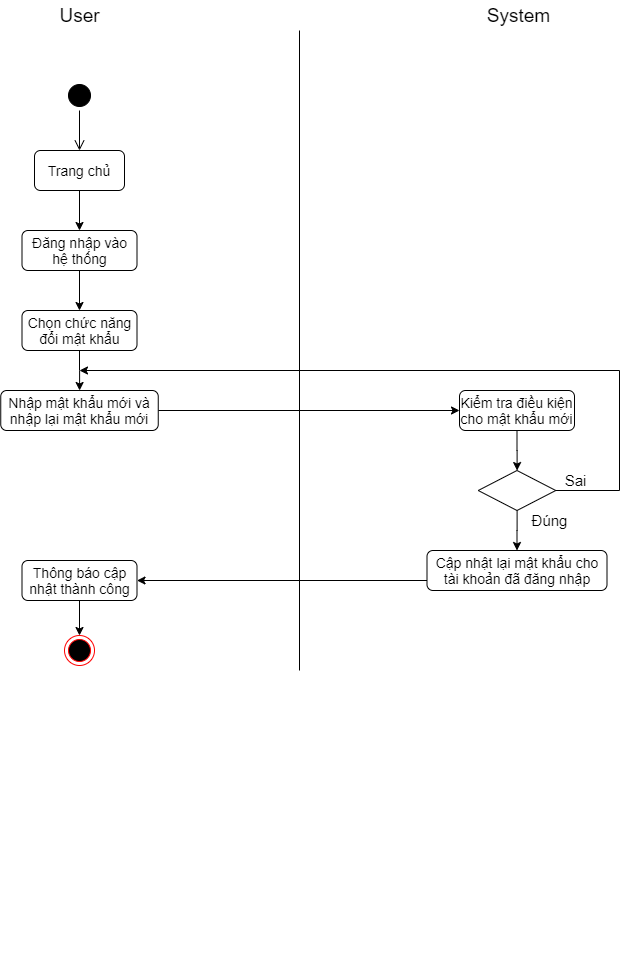 User
System
Trang chủ
Đăng nhập vào
hệ thống
Chọn chức năng
đổi mật khẩu
Nhập mật khẩu mới và
nhập lại mật khẩu mới
Kiểm tra điều kiện
cho mật khẩu mới
Sai
Đúng
Cập nhật lại mật khẩu cho
tài khoản đã đăng nhập
Thông báo cập
nhật thành công